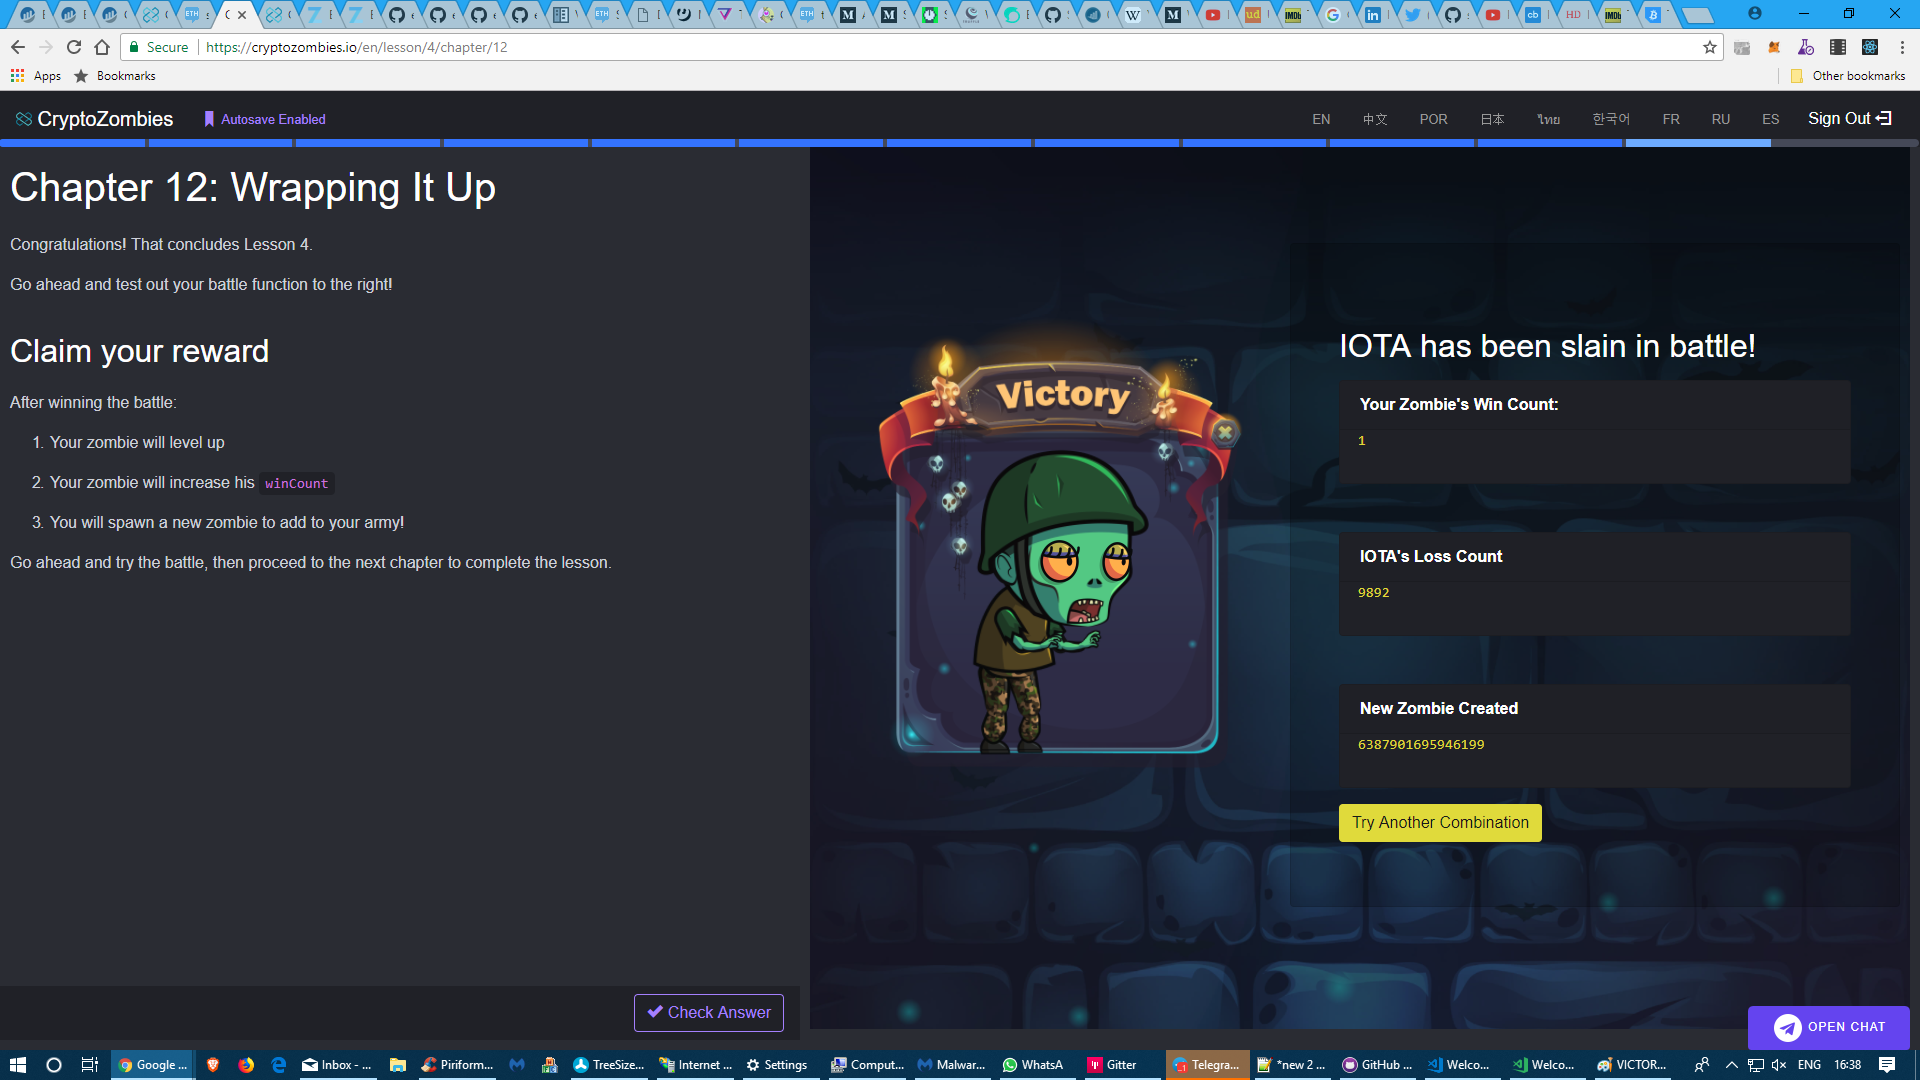 Secure
https://cryptozombies.io/en/lesson/4/chapter/12
Apps
Bookmarks
Other bookmarks
CryptoZombies
Autosave Enabled
EN
中文
POR
日本
ไทย
한국어
FR
RU
ES
Sign Out
Chapter 12: Wrapping It Up
Congratulations! That concludes Lesson 4.
Go ahead and test out your battle function to the right!
Claim your reward
After winning the battle:
1. Your zombie will level up
2. Your zombie will increase his winCount
3. You will spawn a new zombie to add to your army!
Go ahead and try the battle, then proceed to the next chapter to complete the lesson.
Check Answer
Victory
IOTA has been slain in battle!
Your Zombie's Win Count:
1
IOTA's Loss Count
9892
New Zombie Created
6387901695946199
Try Another Combination
OPEN CHAT
Google ...
Inbox - ...
Piriform...
TreeSize...
Internet ...
Settings
Comput...
Malwar...
WhatsA
Gitter
Telegra...
*new 2 ...
GitHub ...
Welco...
Welco...
VICTOR...
ENG
16:38